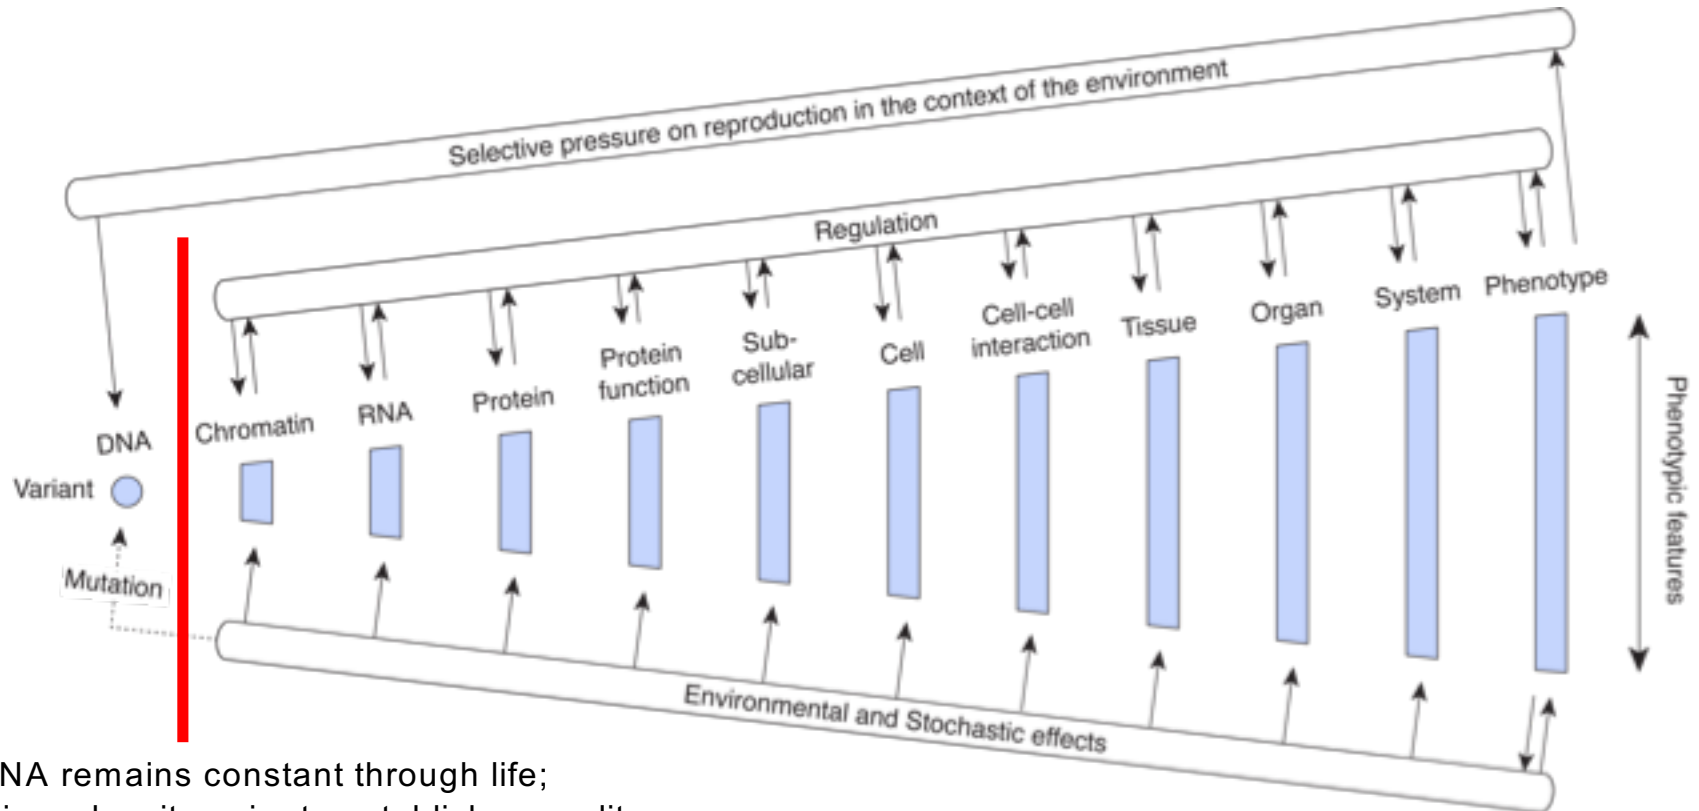 Selective pressure on reproduction in the context of the environment
Regulation
Phenotype
System
Organ
Tissue
Cell-cell
interaction
Cell
Sub-
cellular
Protein
function
Protein
RNA
Chromatin
DNA
Variant
Mutation
Phenotypic features
Environmental and Stochastic effects
NA remains constant through life;